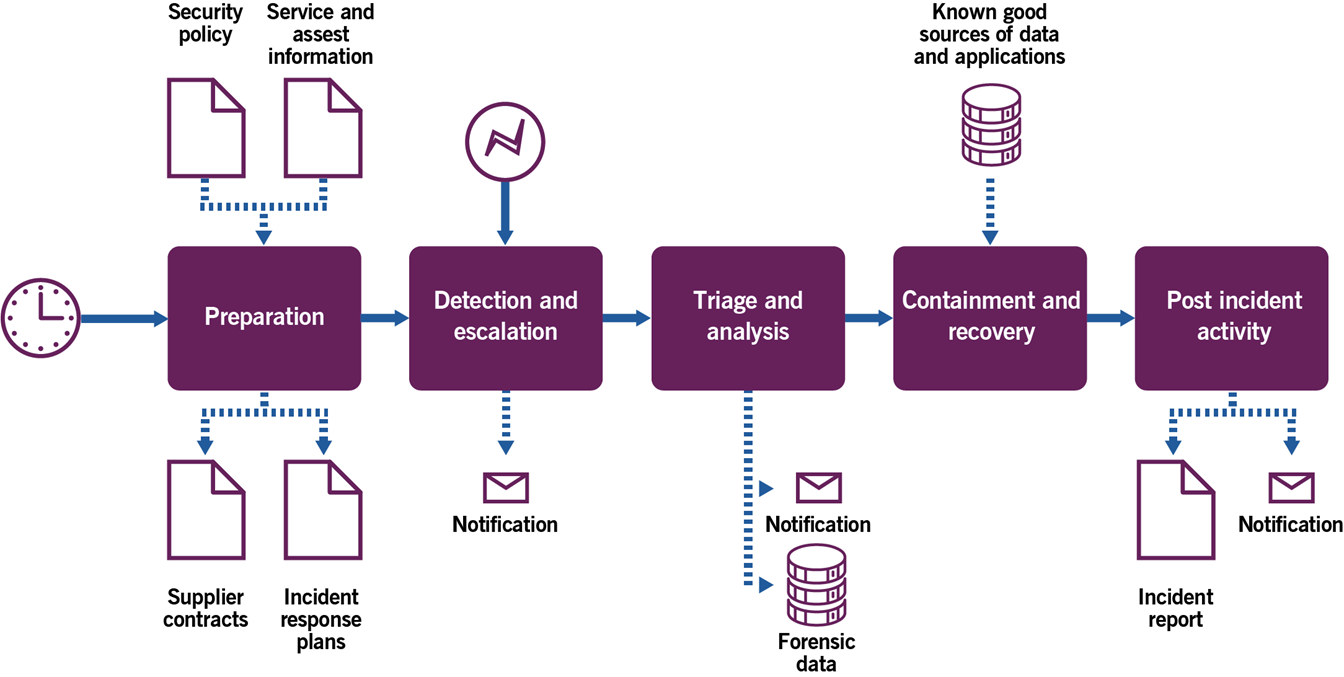 Security
policy
Service and
assest
information
Known good
sources of data
and applications
Preparation
Detection and
escalation
Triage and
analysis
Containment and
recovery
Post incident
activity
Notification
Notification
Notification
Supplier
contracts
Incident
response
plans
Forensic
data
Incident
report